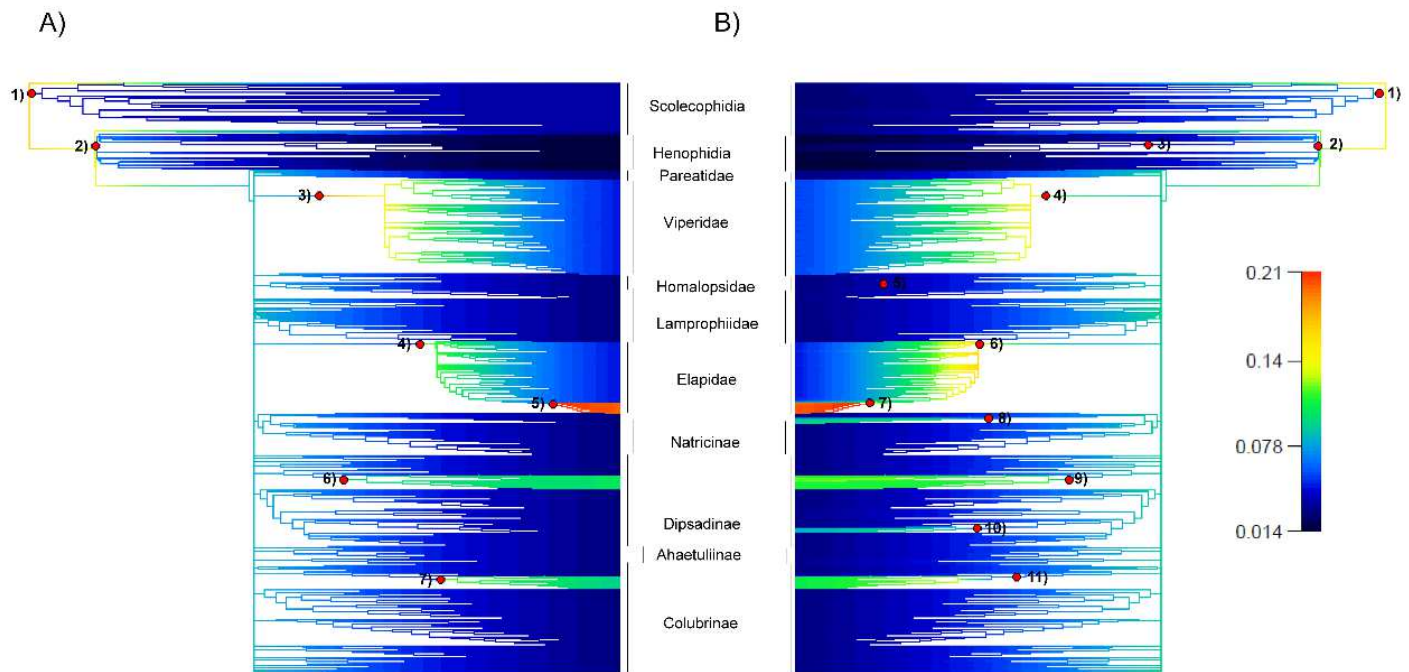 A)
B)
1)
Scolecophidia
1)
2)
Henophidia
3)
2)
Pareatidae
3)
Viperidae
4)
0.21
Homalopsidae
5)
Lamprophiidae
4)
6)
0.14
Elapidae
5)
7)
8)
Natricinae
0.078
6)
9)
Dipsadinae
10)
0.014
Ahaetuliinae
7)
11)
Colubrinae